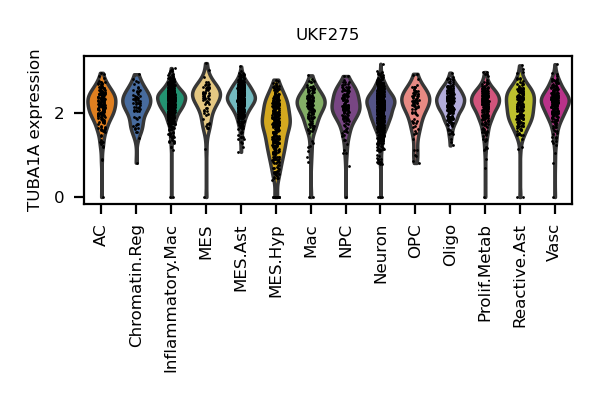 UKF275
TUBA1A expression
2
0
AC
Chromatin.Reg
Inflammatory.Mac
MES
MES.Ast
MES.Hyp
Mac
NPC
Neuron
OPC
Oligo
Prolif.Metab
Reactive.Ast
Vasc